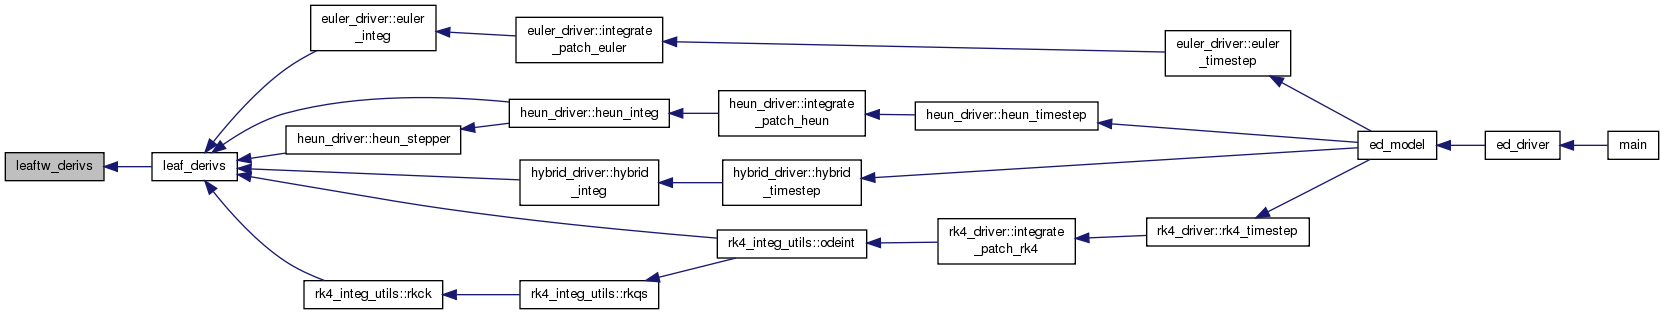 leaftw_derivs
leaf_derivs
euler_driver::euler
_integ
heun_driver::heun_stepper
rk4_integ_utils::rkck
euler_driver::integrate
_patch_euler
heun_driver::heun_integ
hybrid_driver::hybrid
_integ
rk4_integ_utils::rkqs
heun_driver::integrate
_patch_heun
hybrid_driver::hybrid
_timestep
rk4_integ_utils::odeint
heun_driver::heun_timestep
rk4_driver::integrate
_patch_rk4
euler_driver::euler
_timestep
rk4_driver::rk4_timestep
ed_model
ed_driver
main